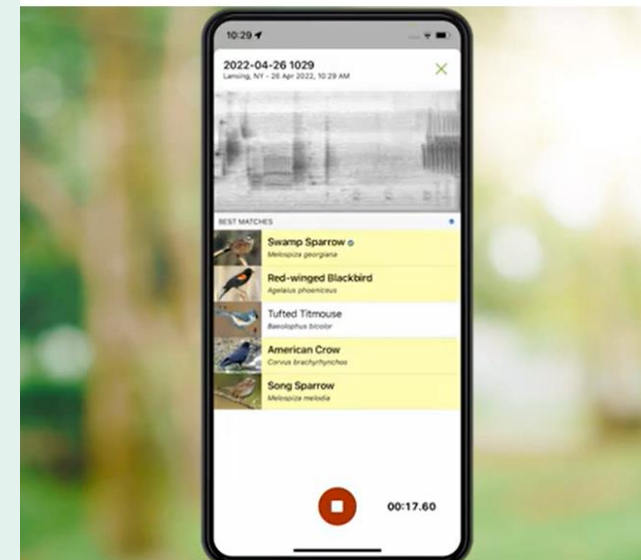 10:29
2022-04-26 1029
Lansing, NY - 26 Apr 2022, 10:29 AM
BEST MATCHES
Swamp Sparrow
Melospiza georgiana
Red-winged Blackbird
Agelaius phoeniceus
Tufted Titmouse
Baeolophus bicolor
American Crow
Corvus brachyrhynchos
Song Sparrow
Melospiza melodia
00:17.60